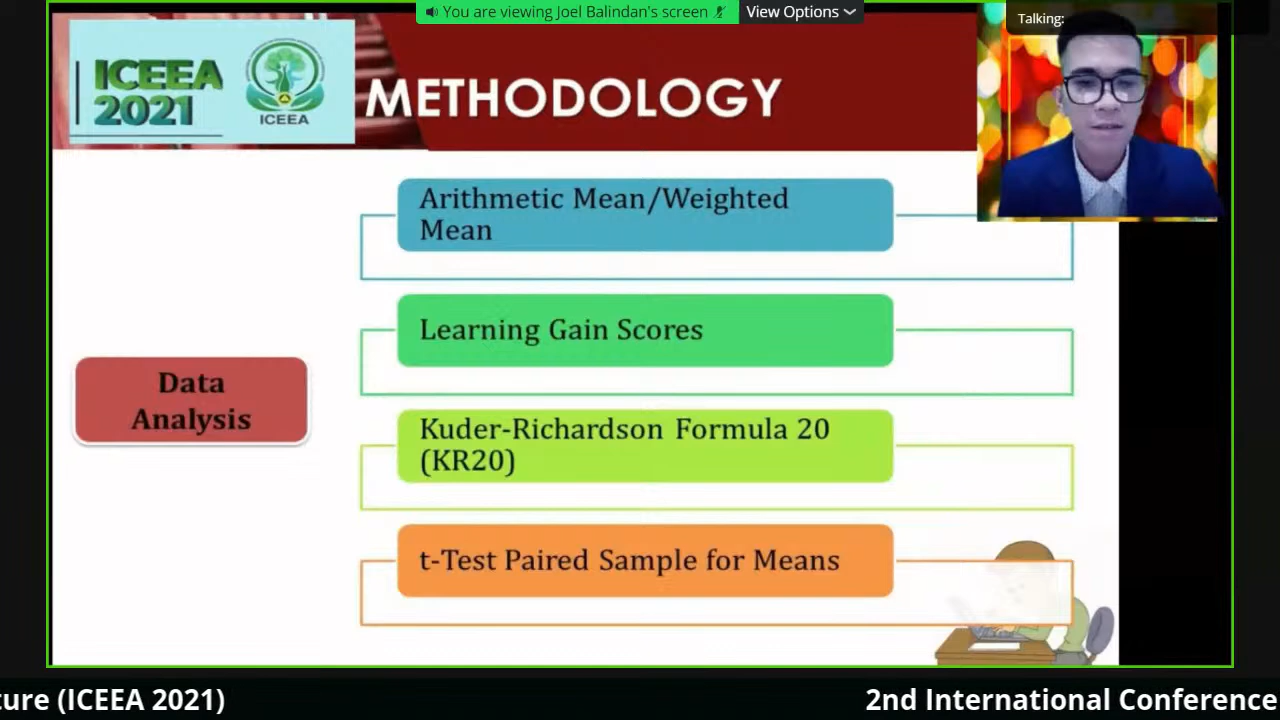 You are viewing Joel Balindan's screen
View Options
Talking:
ICEEA
2021
ICEEA
METHODOLOGY
Arithmetic Mean/Weighted
Mean
Learning Gain Scores
Data
Analysis
Kuder-Richardson Formula 20
(KR20)
t-Test Paired Sample for Means
ture (ICEEA 2021)
2nd International Conference